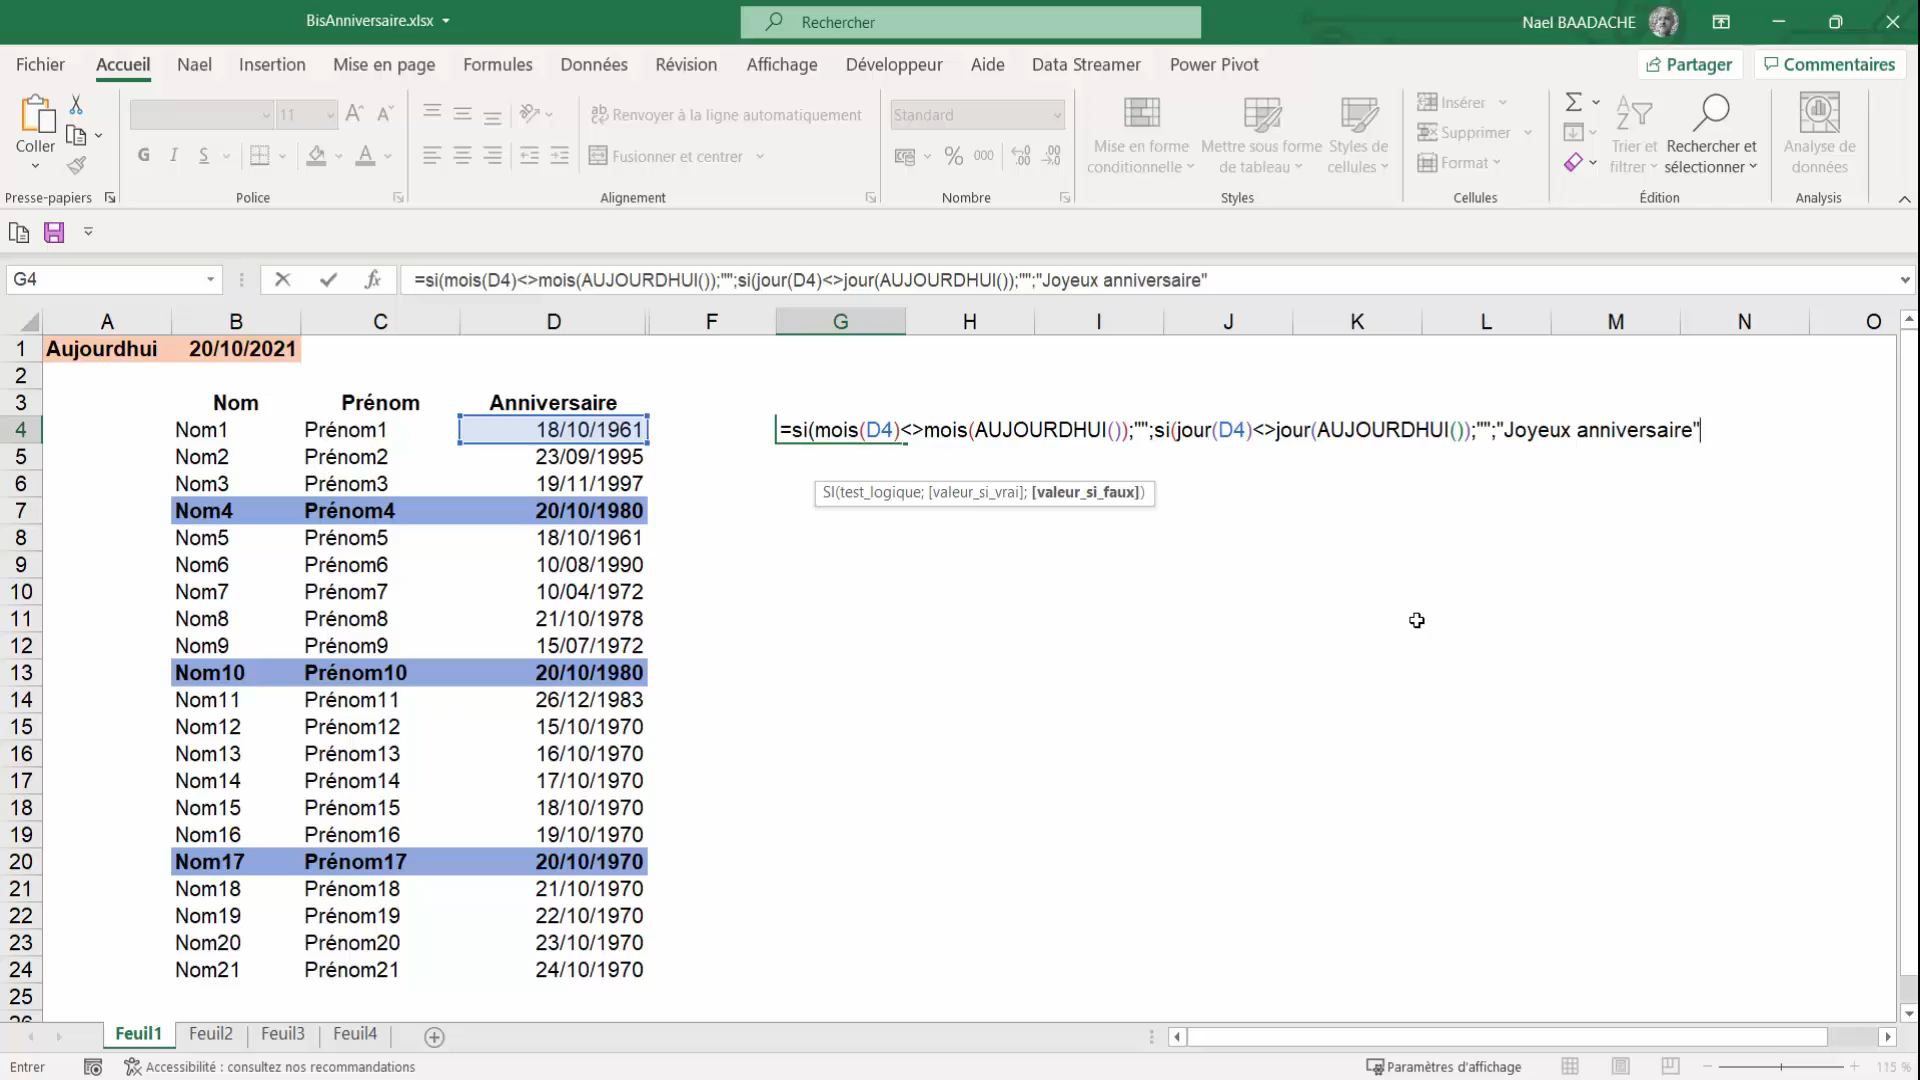 BisAnniversaire.xlsx
Rechercher
Nael BAADACHE
Fichier Accueil Nael Insertion Mise en page Formules Données Révision Affichage Développeur Aide Data Streamer Power Pivot Partager Commentaires
Coller
Presse-papiers
11
G I S
Police
Renvoyer à la ligne automatiquement
Fusionner et centrer
Alignement
Standard
% 000
Nombre
Mise en forme conditionnelle
Mettre sous forme de tableau
Styles de cellules
Styles
Insérer
Supprimer
Format
Cellules
Trier et filtrer
Rechercher et sélectionner
Édition
Analyse de données
Analysis
G4 fx =si(mois(D4)<>mois(AUJOURDHUI());"";si(jour(D4)<>jour(AUJOURDHUI());"";"Joyeux anniversaire"
A B C D F G H I J K L M N O
1 Aujourdhui 20/10/2021
2
3 Nom Prénom Anniversaire
4 Nom1 Prénom1 18/10/1961 =si(mois(D4)<>mois(AUJOURDHUI());"";si(jour(D4)<>jour(AUJOURDHUI());"";"Joyeux anniversaire"
5 Nom2 Prénom2 23/09/1995
6 Nom3 Prénom3 19/11/1997 SI(test_logique; [valeur_si_vrai]; [valeur_si_faux])
7 Nom4 Prénom4 20/10/1980
8 Nom5 Prénom5 18/10/1961
9 Nom6 Prénom6 10/08/1990
10 Nom7 Prénom7 10/04/1972
11 Nom8 Prénom8 21/10/1978
12 Nom9 Prénom9 15/07/1972
13 Nom10 Prénom10 20/10/1980
14 Nom11 Prénom11 26/12/1983
15 Nom12 Prénom12 15/10/1970
16 Nom13 Prénom13 16/10/1970
17 Nom14 Prénom14 17/10/1970
18 Nom15 Prénom15 18/10/1970
19 Nom16 Prénom16 19/10/1970
20 Nom17 Prénom17 20/10/1970
21 Nom18 Prénom18 21/10/1970
22 Nom19 Prénom19 22/10/1970
23 Nom20 Prénom20 23/10/1970
24 Nom21 Prénom21 24/10/1970
25
26
Feuil1 Feuil2 Feuil3 Feuil4
Entrer Accessibilité : consultez nos recommandations Paramètres d'affichage 115 %